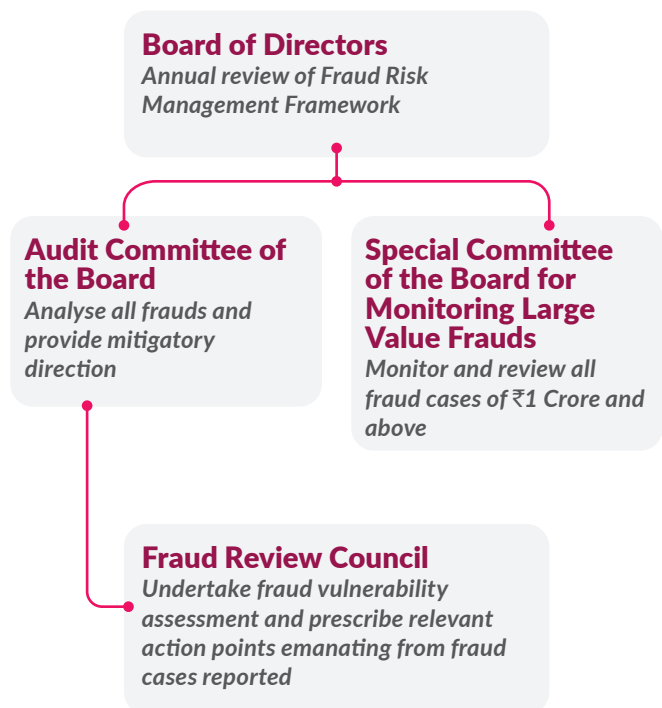 Board of Directors
Annual review of Fraud Risk
Management Framework
Audit Committee of
the Board
Analyse all frauds and
provide mitigatory
direction
Special Committee
of the Board for
Monitoring Large
Value Frauds
Monitor and review all
fraud cases of ₹1 Crore and
above
Fraud Review Council
Undertake fraud vulnerability
assessment and prescribe relevant
action points emanating from fraud
cases reported